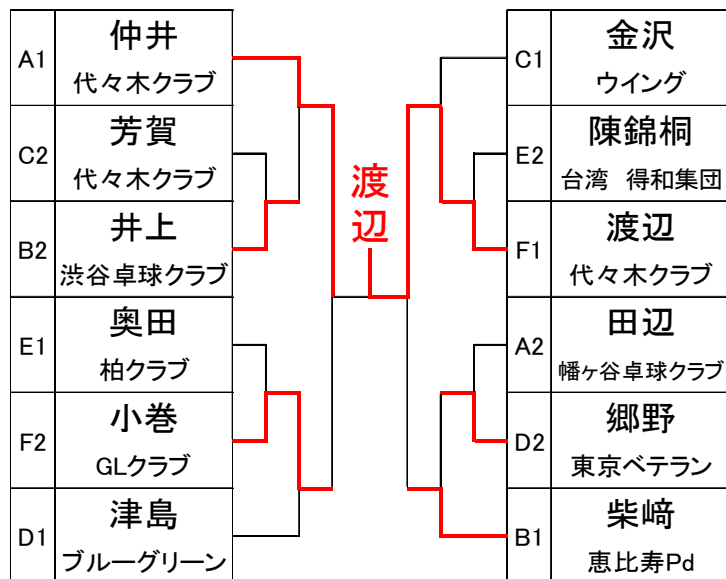 A1
仲井
代々木クラブ
C2
芳賀
代々木クラブ
B2
井上
渋谷卓球クラブ
E1
奥田
柏クラブ
F2
小巻
GLクラブ
D1
津島
ブルーグリーン
渡辺
C1
金沢
ウイング
E2
陳錦桐
台湾　得和集団
F1
渡辺
代々木クラブ
A2
田辺
幡ヶ谷卓球クラブ
D2
郷野
東京ベテラン
B1
柴﨑
恵比寿Pd